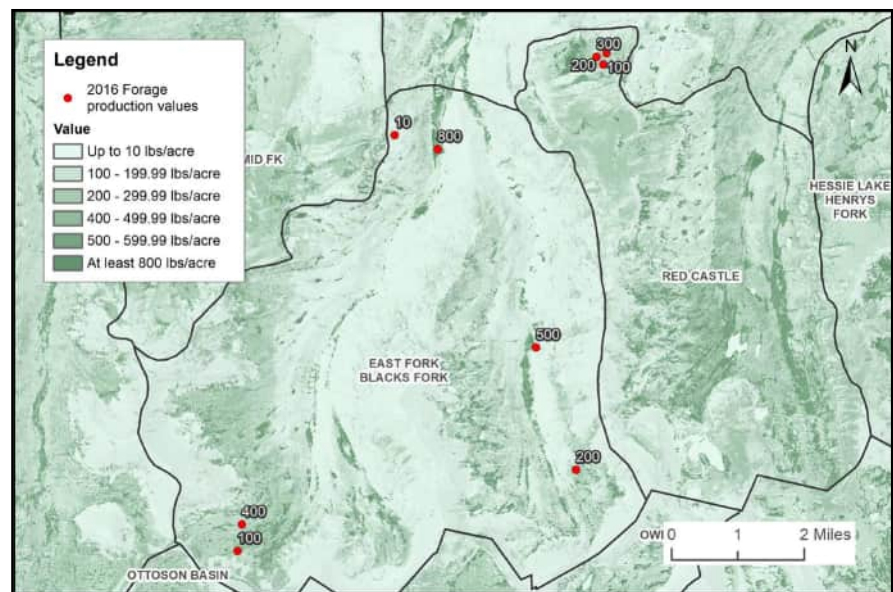 Legend
2016 Forage
production values
Value
Up to 10 lbs/acre
100 - 199.99 lbs/acre
200 - 299.99 lbs/acre
400 - 499.99 lbs/acre
500 - 599.99 lbs/acre
At least 800 lbs/acre
MID FK
300
200
100
N
10
800
HESSIE LAKE
HENRYS
FORK
RED CASTLE
500
EAST FORK
BLACKS FORK
200
400
100
OTTOSON BASIN
0 1 2 Miles